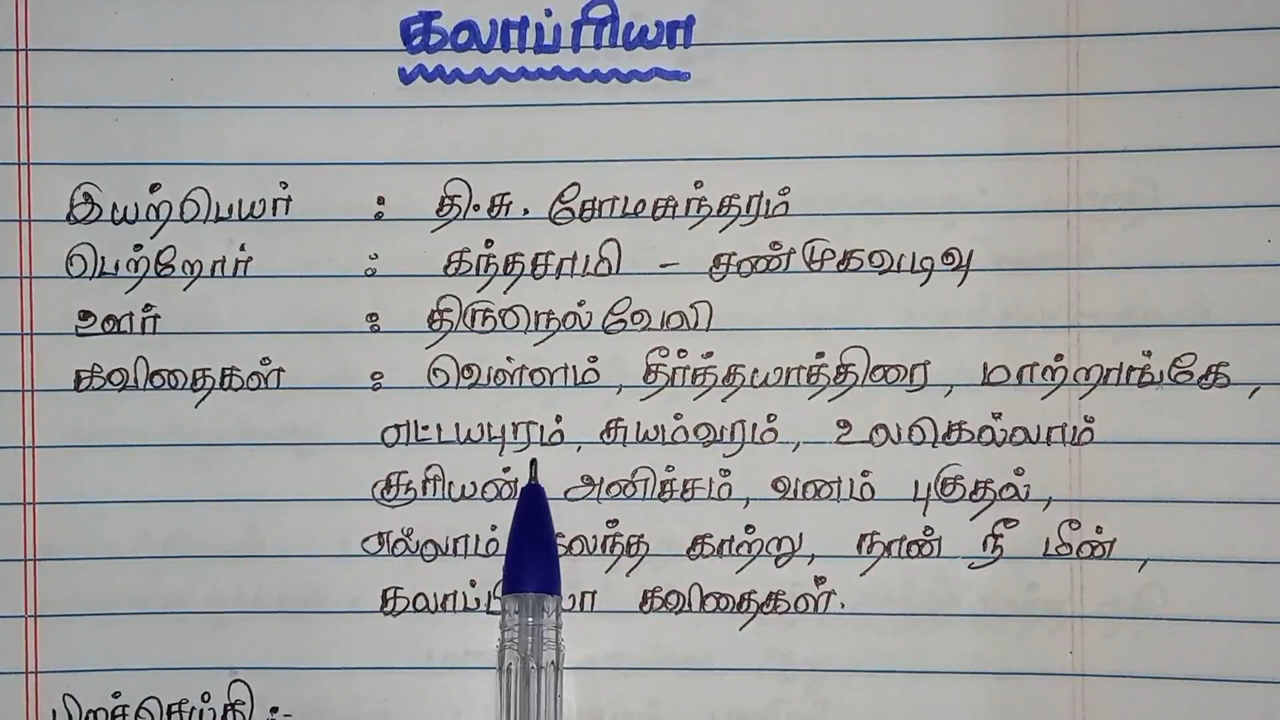 கலாப்ரியா
இயற்பெயர் : தி.சு. சோமசுந்தரம்
பெற்றோர் : கந்தசாமி - சண்முகவடிவு
ஊர் : திருநெல்வேலி
கவிதைகள் : வெள்ளம், தீர்த்தயாத்திரை, மாற்றாங்கே,
எட்டயபுரம், சுயம்வரம், உலகெல்லாம்
சூரியன் அனிச்சம், வனம் புகுதல்,
எல்லாம் காற்று, நான் நீ மீன்,
கவிதைகள்.
பிறச்செய்தி :-